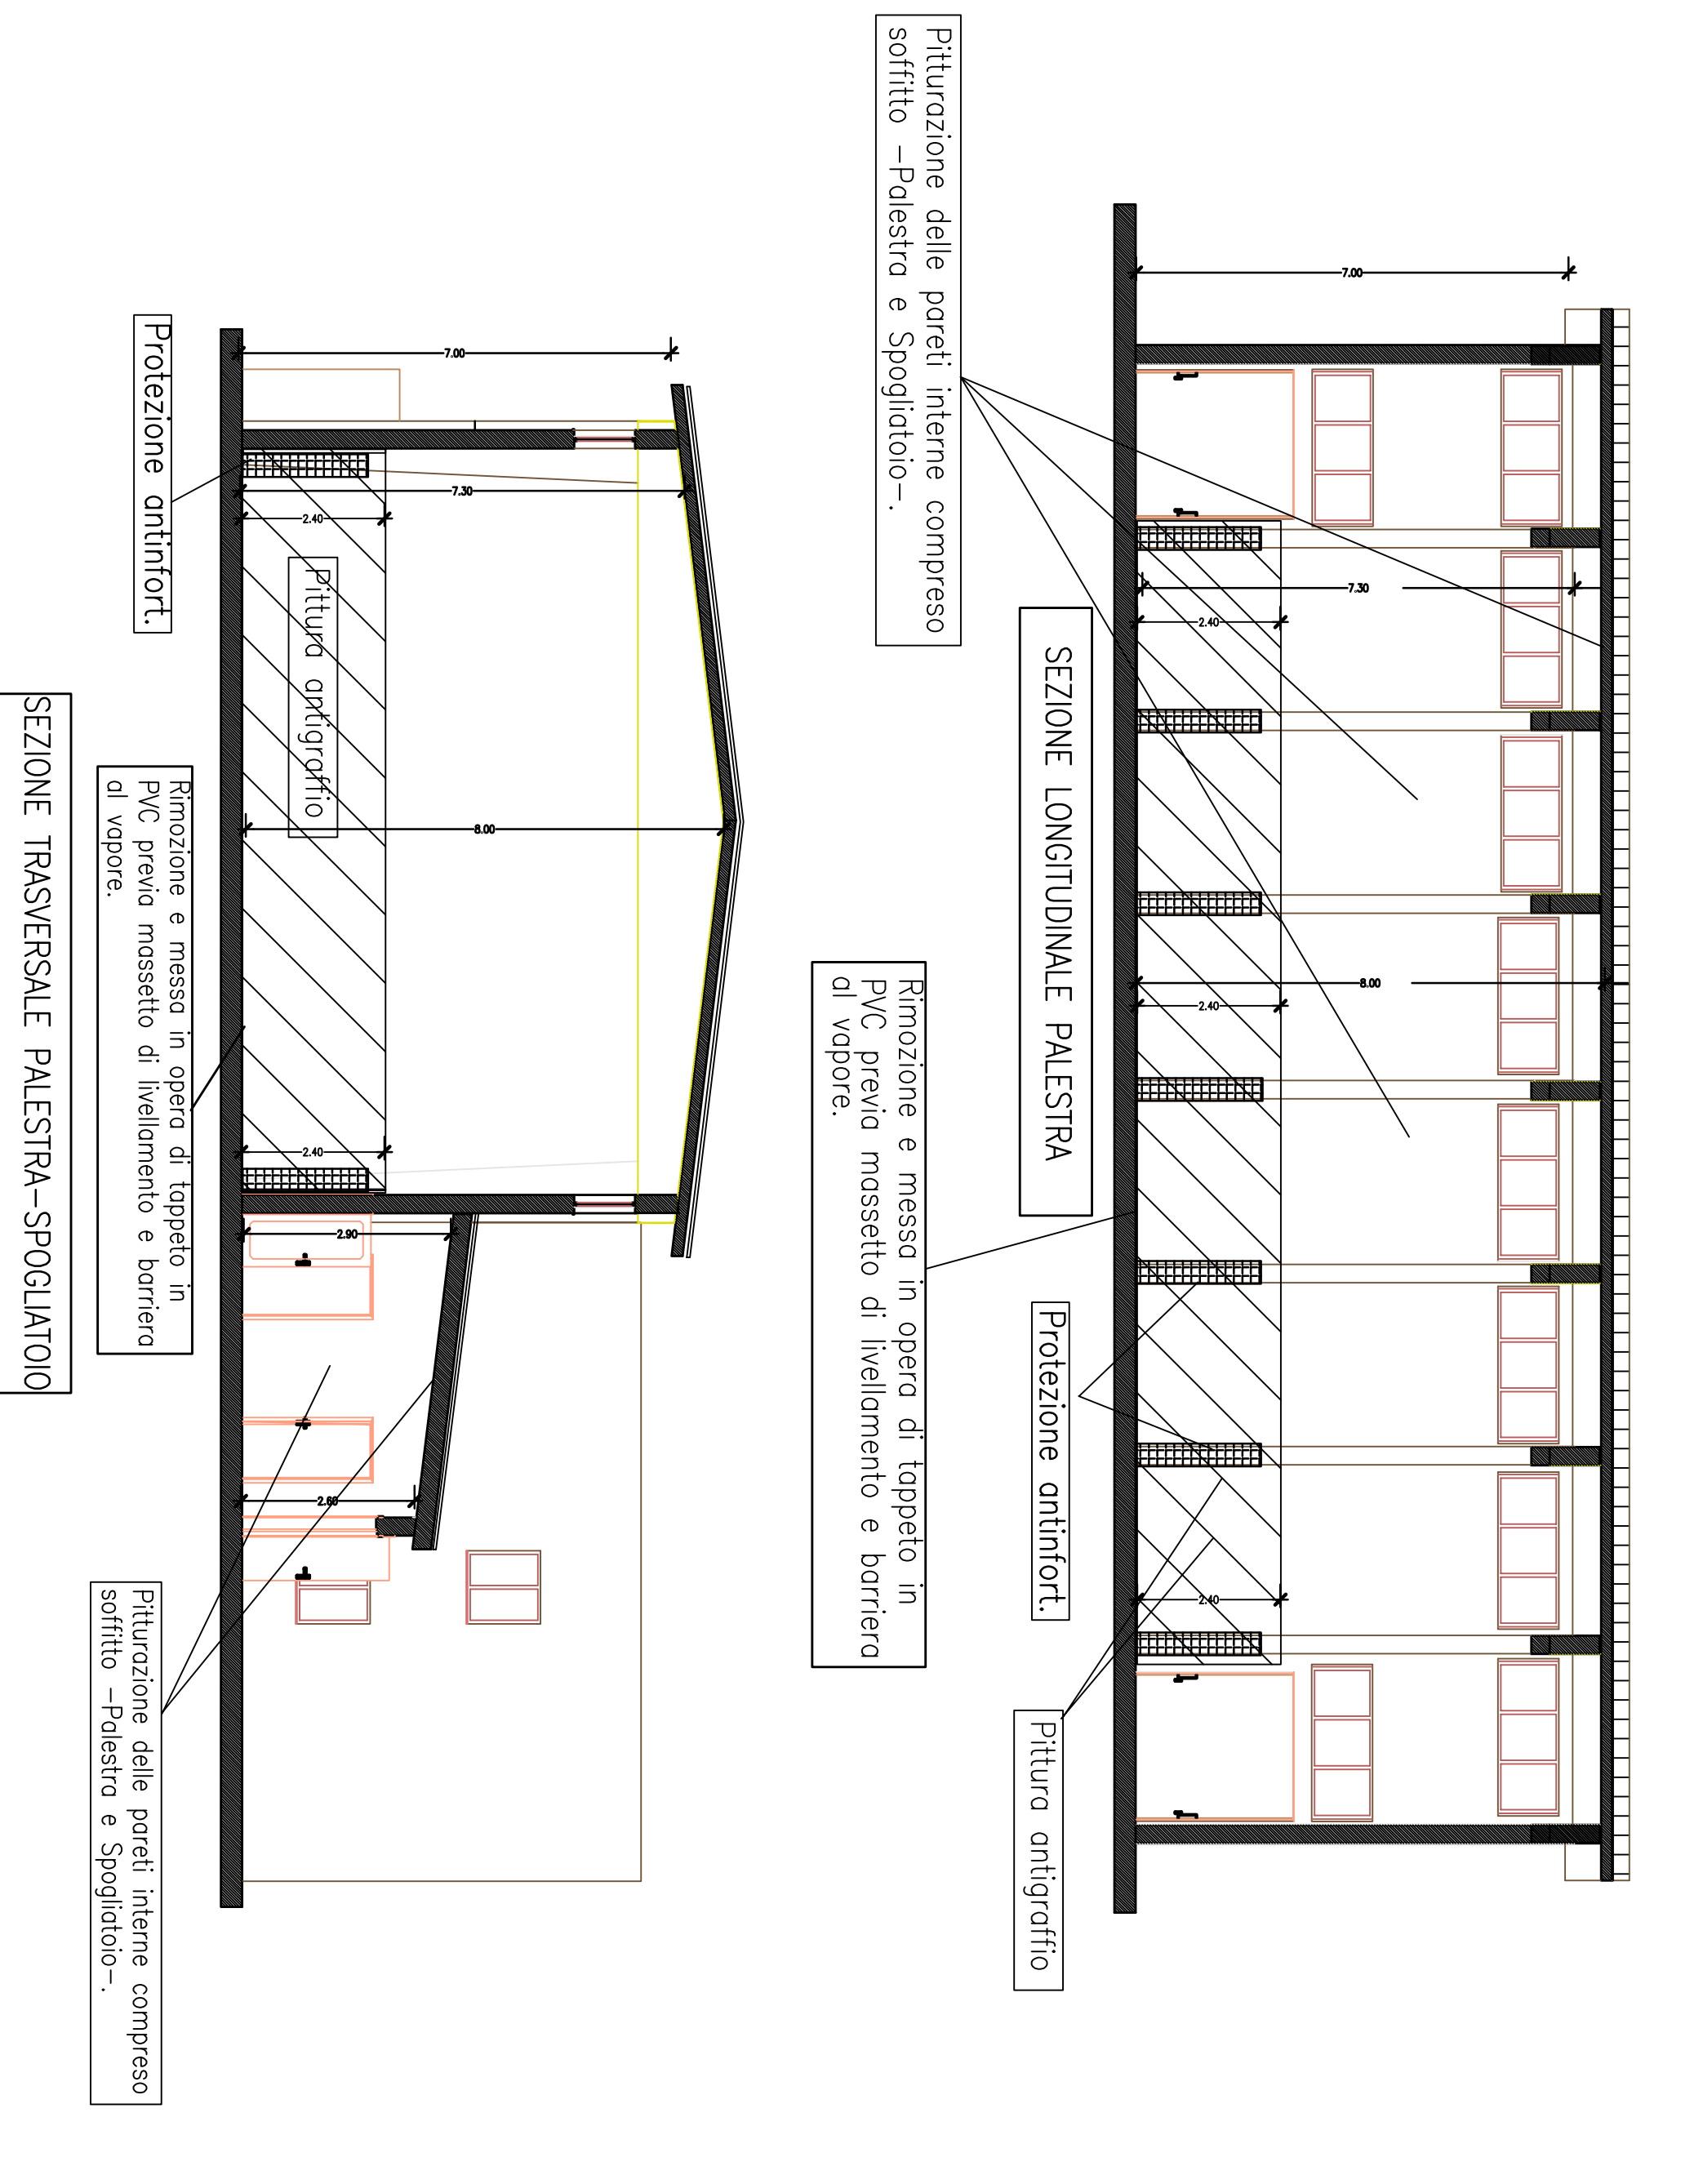 7.00
7.30
2.40
8.00
2.40
2.40
Pitturazione delle pareti interne compreso
soffitto -Palestra e Spogliatoio-.
SEZIONE LONGITUDINALE PALESTRA
Rimozione e messa in opera di tappeto in
PVC previa massetto di livellamento e barriera
al vapore.
Protezione antinfort.
Pittura antigraffio
7.00
7.30
2.40
Pittura antigraffio
8.00
2.40
2.90
2.60
Protezione antinfort.
Rimozione e messa in opera di tappeto in
PVC previa massetto di livellamento e barriera
al vapore.
Pitturazione delle pareti interne compreso
soffitto -Palestra e Spogliatoio-.
SEZIONE TRASVERSALE PALESTRA-SPOGLIATOIO